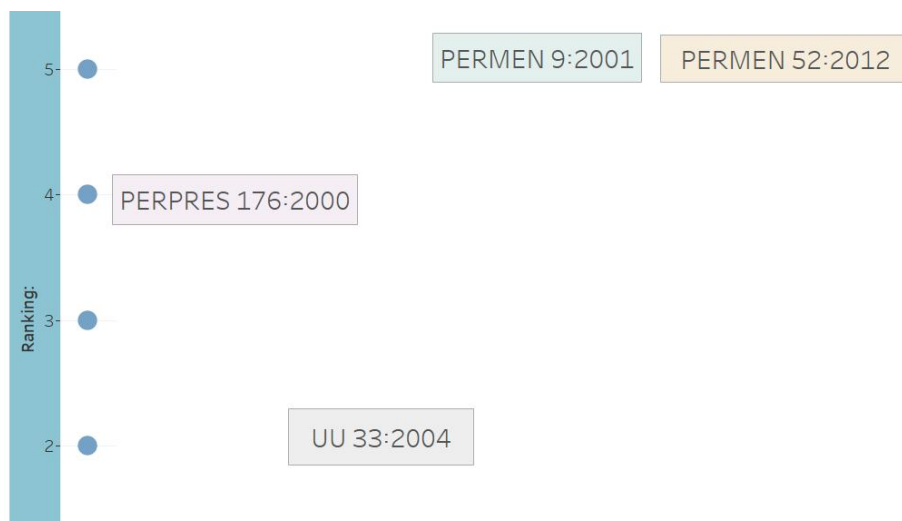 5
PERMEN 9:2001
PERMEN 52:2012
4
PERPRES 176:2000
Ranking:
3
UU 33:2004
2